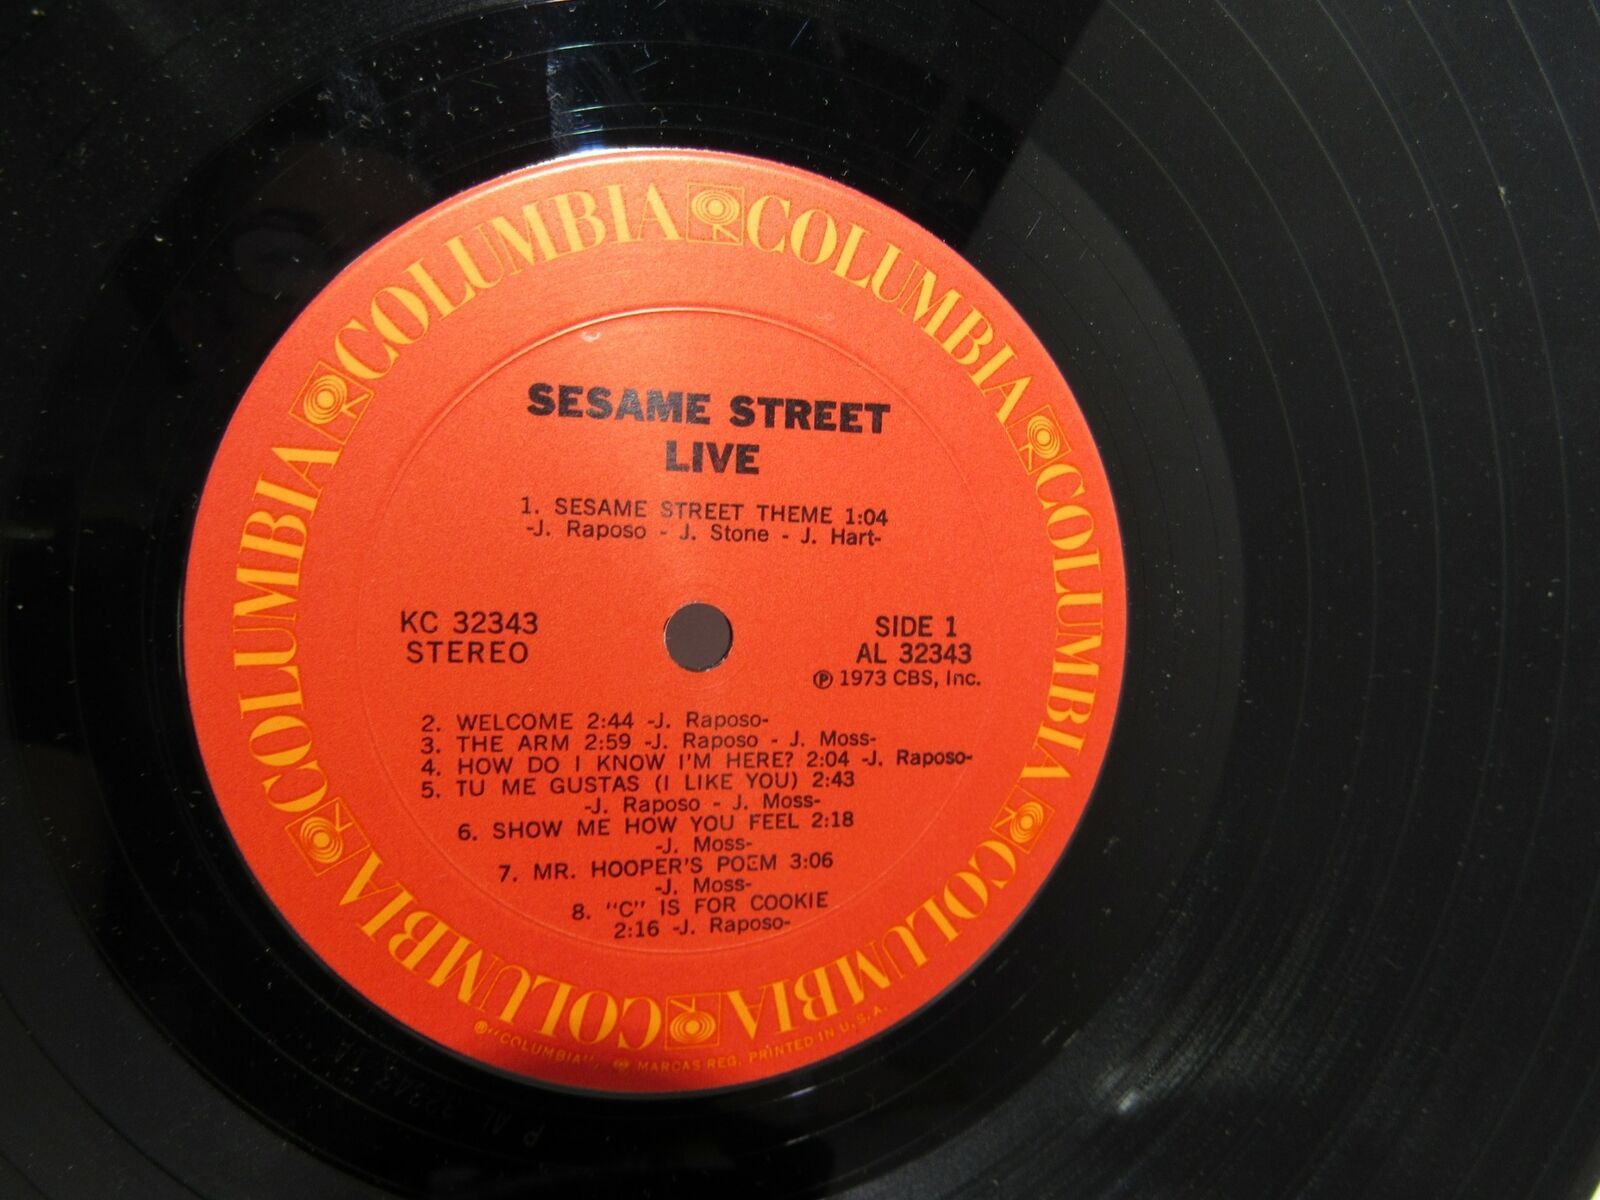 COLUMBIA COLUMBIA COLUMBIA COLUMBIA COLUMBIA COLUMBIA
SESAME STREET
LIVE
1. SESAME STREET THEME 1:04
-J. Raposo - J. Stone - J. Hart-
KC 32343
STEREO
SIDE 1
AL 32343
℗ 1973 CBS, Inc.
2. WELCOME 2:44 -J. Raposo-
3. THE ARM 2:59 -J. Raposo - J. Moss-
4. HOW DO I KNOW I'M HERE? 2:04 -J. Raposo-
5. TU ME GUSTAS (I LIKE YOU) 2:43
-J. Raposo - J. Moss-
6. SHOW ME HOW YOU FEEL 2:18
-J. Moss-
7. MR. HOOPER'S POEM 3:06
-J. Moss-
8. "C" IS FOR COOKIE
2:16 -J. Raposo-
®"COLUMBIA", MARCAS REG. PRINTED IN U.S.A.